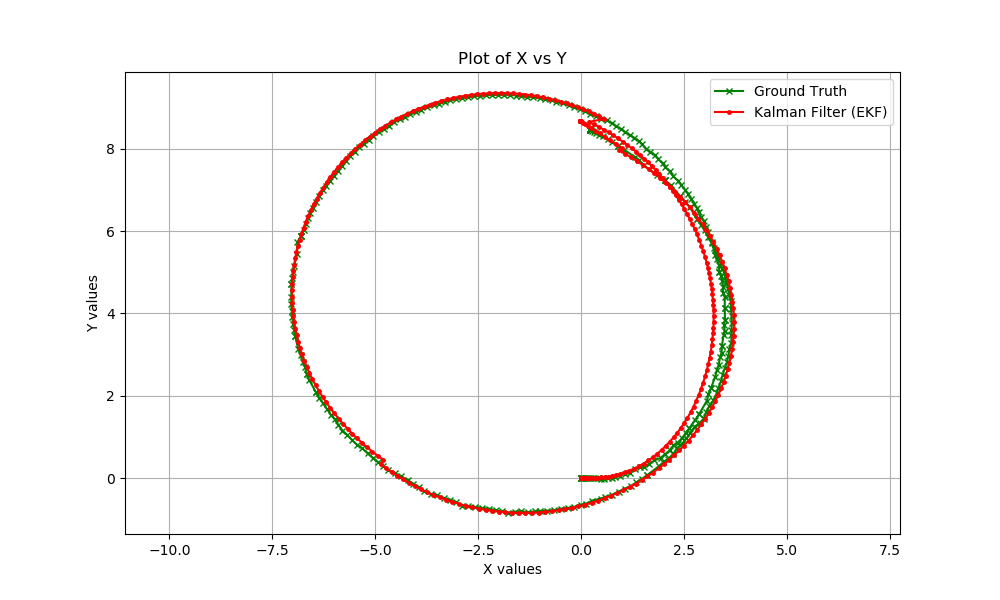 Plot of X vs Y
Ground Truth
Kalman Filter (EKF)
8
6
4
2
0
Y values
−10.0 −7.5 −5.0 −2.5 0.0 2.5 5.0 7.5
X values